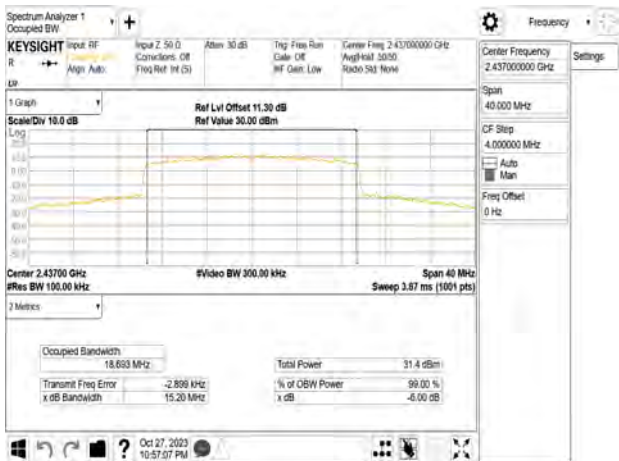 Spectrum Analyzer 1
Occupied BW
+
Frequency
KEYSIGHT
R
Input: RF
Align: Auto
Input Z: 50 Ω
Corrections: Off
Freq Ref: Int (S)
Atten: 30 dB
Trig: Free Run
Gate: Off
#IF Gain: Low
Center Freq: 2.437000000 GHz
Avg|Hold: 50/50
Radio Std: None
Center Frequency
2.437000000 GHz
Settings
Span
40.000 MHz
CF Step
4.000000 MHz
Auto
Man
Freq Offset
0 Hz
1 Graph
Scale/Div 10.0 dB
Log
Ref Lvl Offset 11.30 dB
Ref Value 30.00 dBm
Center 2.43700 GHz
#Res BW 100.00 kHz
#Video BW 300.00 kHz
Span 40 MHz
Sweep 3.87 ms (1001 pts)
2 Metrics
Occupied Bandwidth
18.693 MHz
Total Power 31.4 dBm
Transmit Freq Error -2.899 kHz
% of OBW Power 99.00 %
x dB Bandwidth 15.20 MHz
x dB -6.00 dB
?
Oct 27, 2023
10:57:07 PM